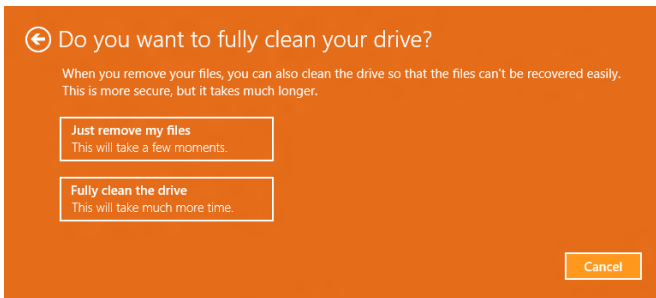 Do you want to fully clean your drive?
When you remove your files, you can also clean the drive so that the files can't be recovered easily.
This is more secure, but it takes much longer.
Just remove my files
This will take a few moments.
Fully clean the drive
This will take much more time.
Cancel